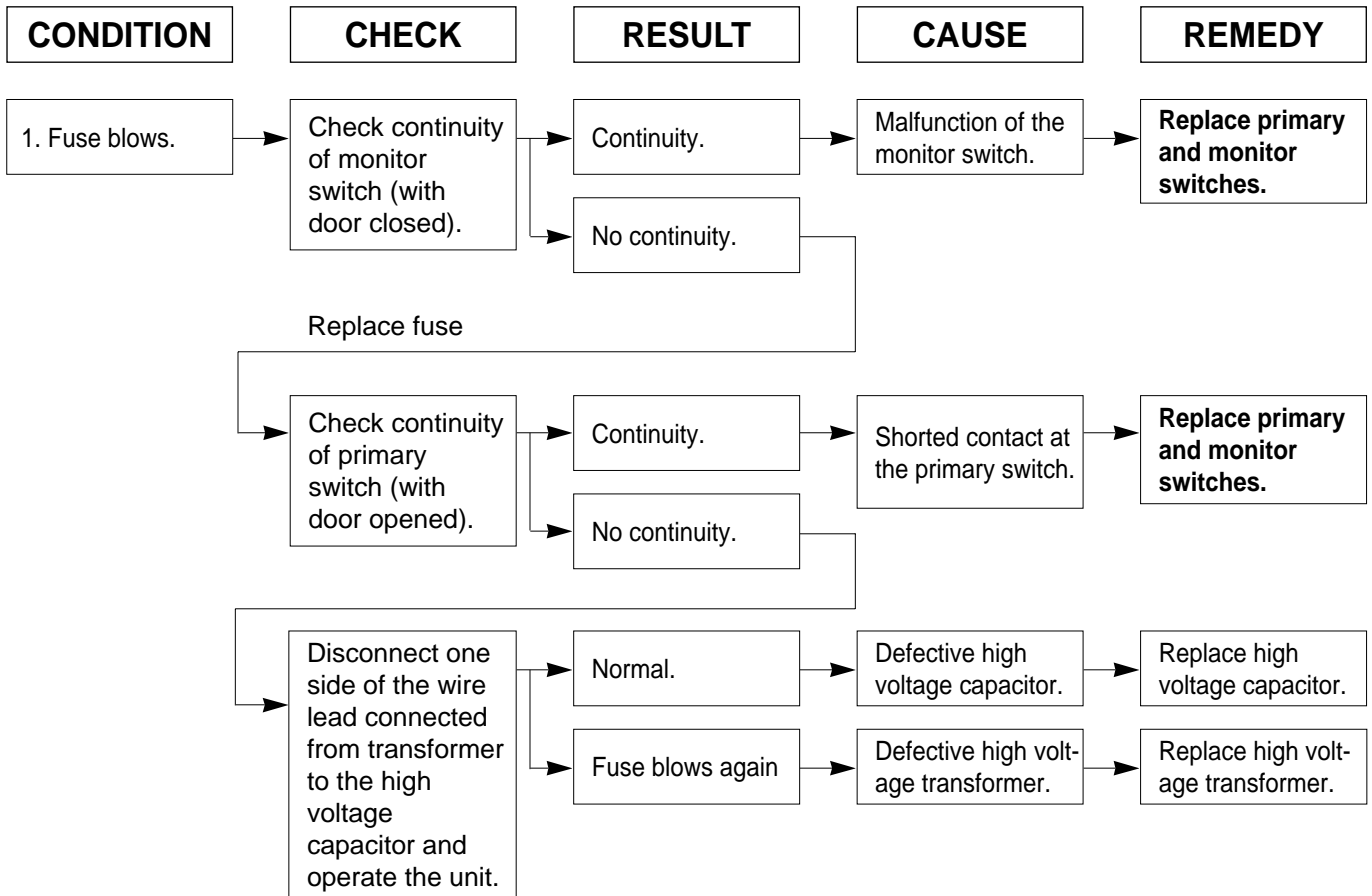 CONDITION
CHECK
RESULT
CAUSE
REMEDY
1. Fuse blows.
Check continuity
of monitor
switch (with
door closed).
Continuity.
Malfunction of the
monitor switch.
Replace primary
and monitor
switches.
No continuity.
Replace fuse
Check continuity
of primary
switch (with
door opened).
Continuity.
Shorted contact at
the primary switch.
Replace primary
and monitor
switches.
No continuity.
Disconnect one
side of the wire
lead connected
from transformer
to the high
voltage
capacitor and
operate the unit.
Normal.
Defective high
voltage capacitor.
Replace high
voltage capacitor.
Fuse blows again
Defective high volt-
age transformer.
Replace high volt-
age transformer.